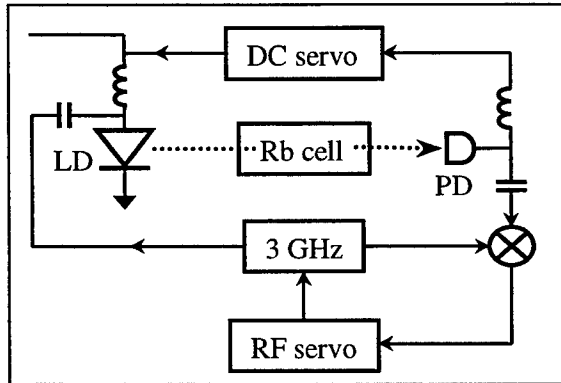 DC servo
LD
Rb cell
PD
3 GHz
RF servo